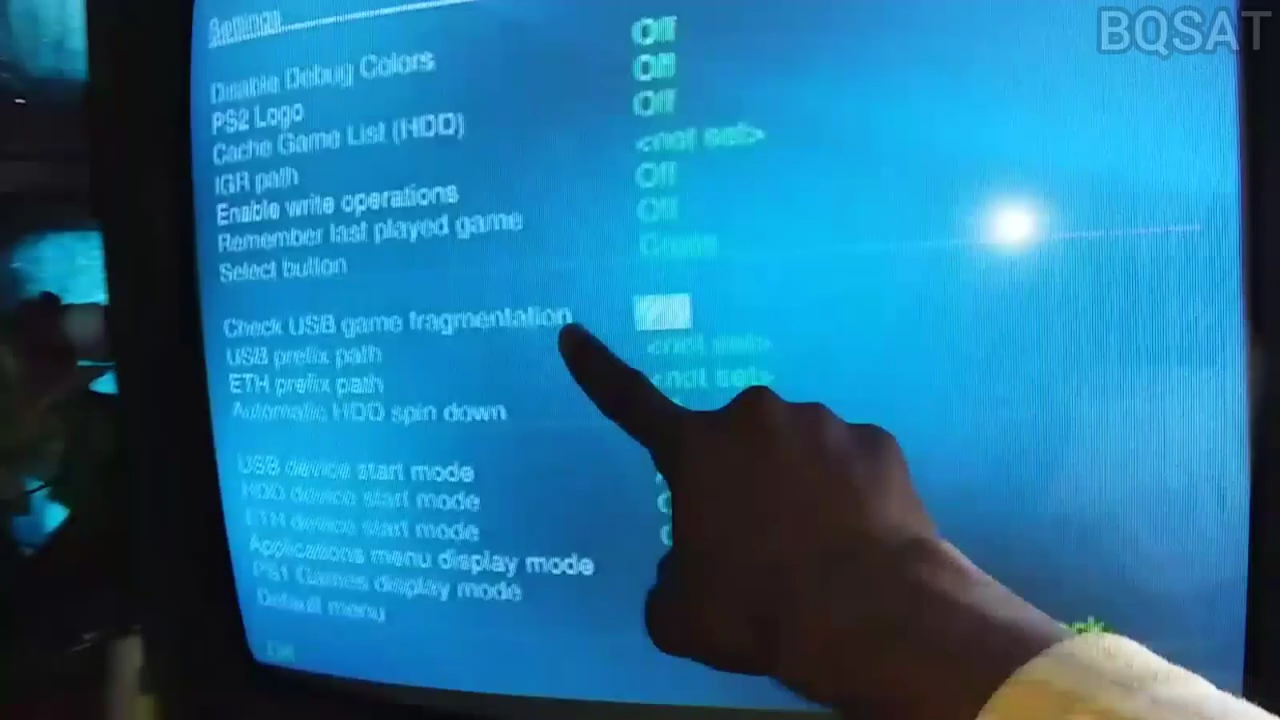 BQSAT
Settings
Off
Disable Debug Colors Off
PS2 Logo Off
Cache Game List (HDD) <not set>
IGR path Off
Enable write operations Off
Remember last played game Cross
Select button
Check USB game fragmentation
USB prefix path <not set>
ETH prefix path <not set>
Automatic HDD spin down
USB device start mode
HDD device start mode
ETH device start mode
Applications menu display mode
PS1 Games display mode
Default menu
Ok